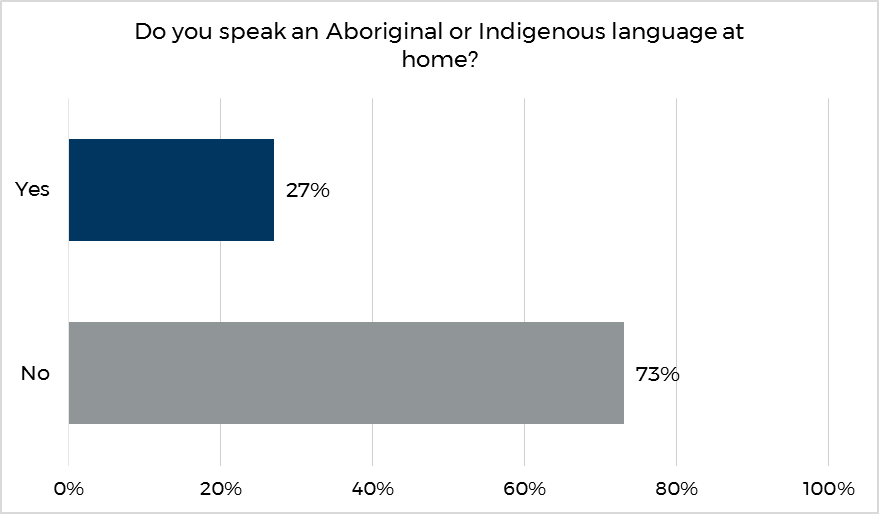 Do you speak an Aboriginal or Indigenous language at
home?
Yes
27%
No
73%
0%
20%
40%
60%
80%
100%